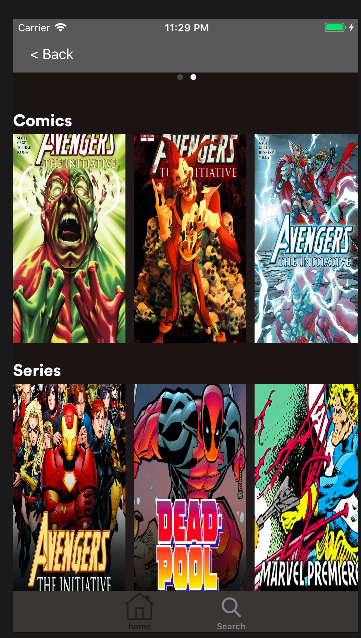 Carrier 11:29 PM
< Back
Comics
AVENGERS
THE INITIATIVE
AVENGERS
THE INITIATIVE
AVENGERS
THE INITIATIVE
Series
AVENGERS
THE INITIATIVE
DEAD-
POOL
MARVEL PREMIER
home
Search